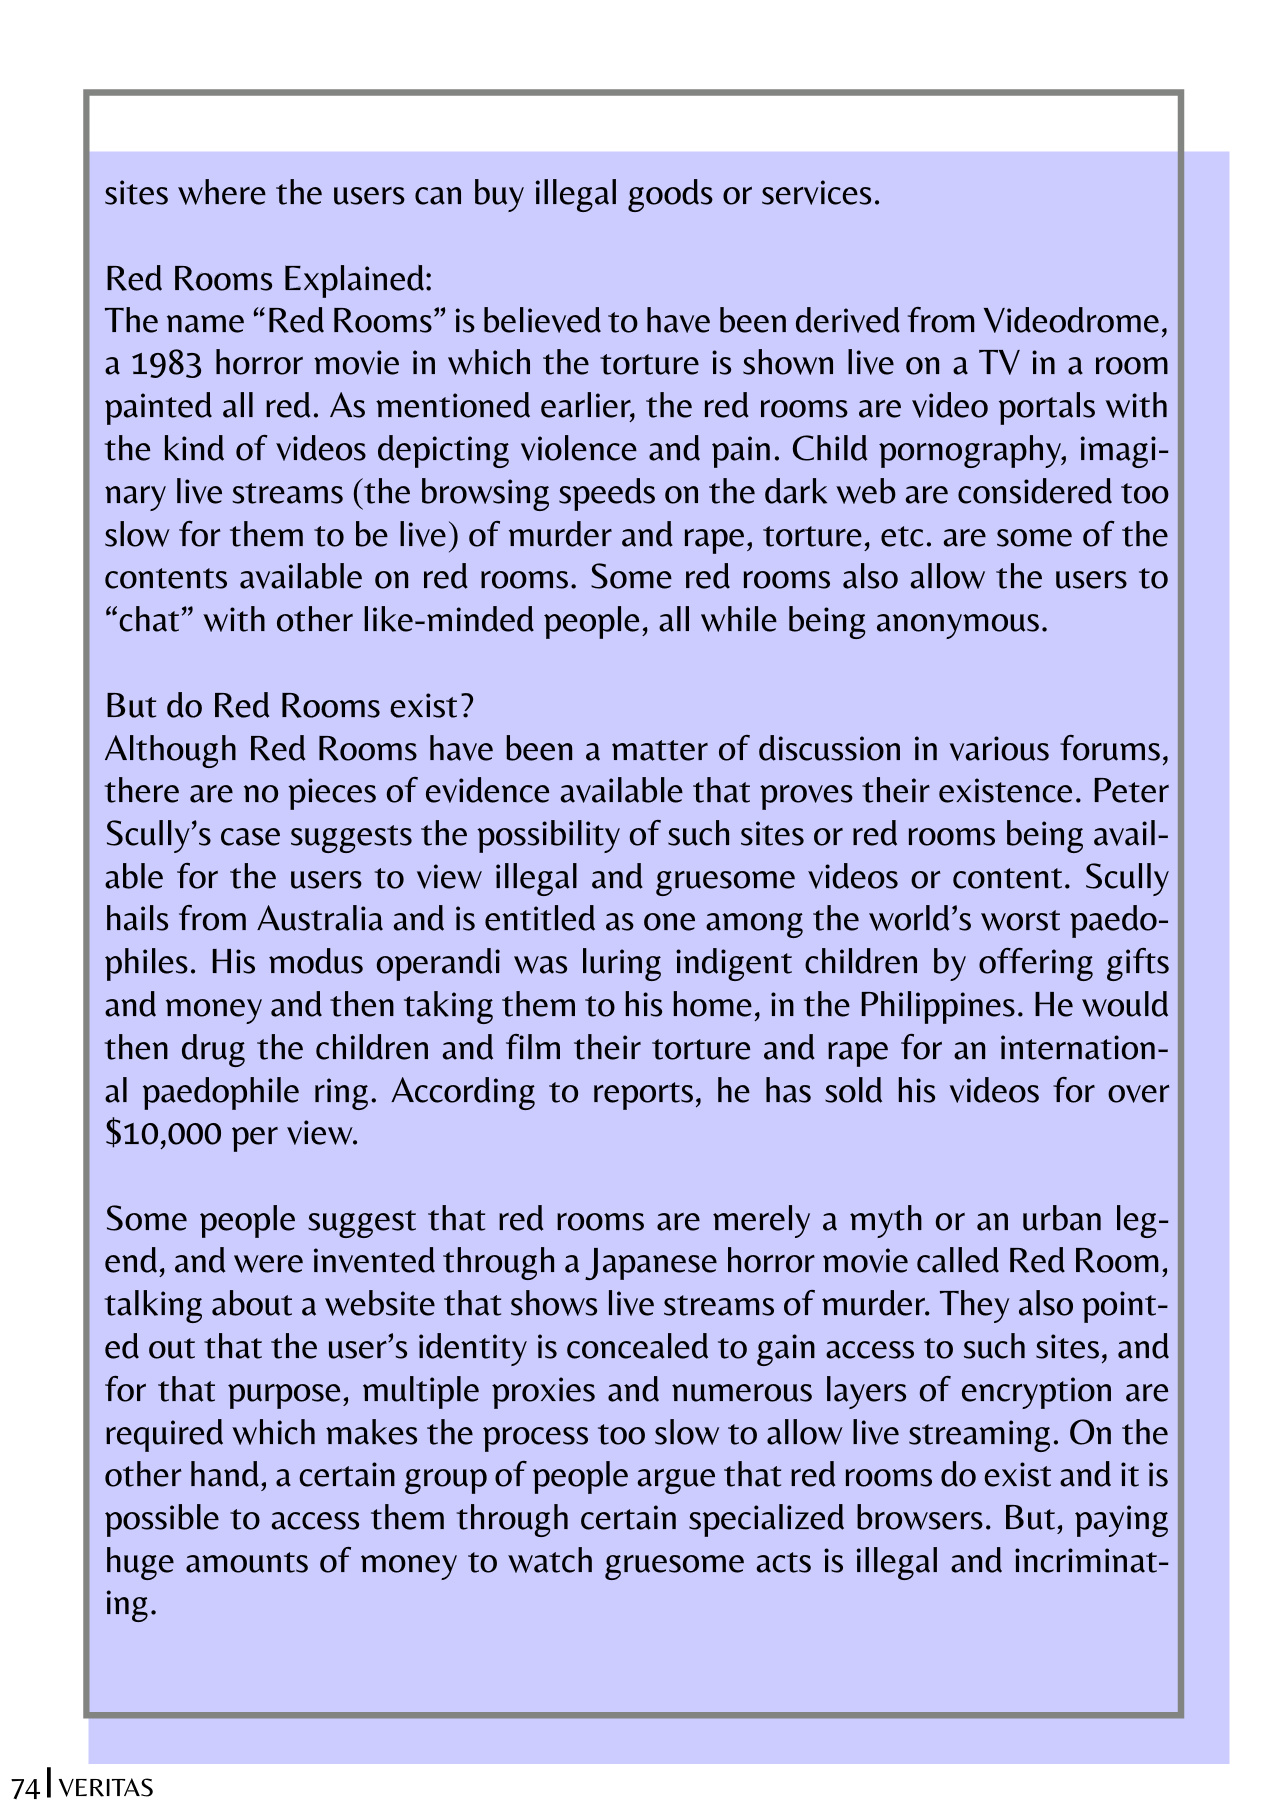 sites where the users can buy illegal goods or services.
Red Rooms Explained:
The name “Red Rooms” is believed to have been derived from Videodrome,
a 1983 horror movie in which the torture is shown live on a TV in a room
painted all red. As mentioned earlier, the red rooms are video portals with
the kind of videos depicting violence and pain. Child pornography, imagi-
nary live streams (the browsing speeds on the dark web are considered too
slow for them to be live) of murder and rape, torture, etc. are some of the
contents available on red rooms. Some red rooms also allow the users to
“chat” with other like-minded people, all while being anonymous.
But do Red Rooms exist?
Although Red Rooms have been a matter of discussion in various forums,
there are no pieces of evidence available that proves their existence. Peter
Scully’s case suggests the possibility of such sites or red rooms being avail-
able for the users to view illegal and gruesome videos or content. Scully
hails from Australia and is entitled as one among the world’s worst paedo-
philes. His modus operandi was luring indigent children by offering gifts
and money and then taking them to his home, in the Philippines. He would
then drug the children and film their torture and rape for an internation-
al paedophile ring. According to reports, he has sold his videos for over
$10,000 per view.
Some people suggest that red rooms are merely a myth or an urban leg-
end, and were invented through a Japanese horror movie called Red Room,
talking about a website that shows live streams of murder. They also point-
ed out that the user’s identity is concealed to gain access to such sites, and
for that purpose, multiple proxies and numerous layers of encryption are
required which makes the process too slow to allow live streaming. On the
other hand, a certain group of people argue that red rooms do exist and it is
possible to access them through certain specialized browsers. But, paying
huge amounts of money to watch gruesome acts is illegal and incriminat-
ing.
74 VERITAS